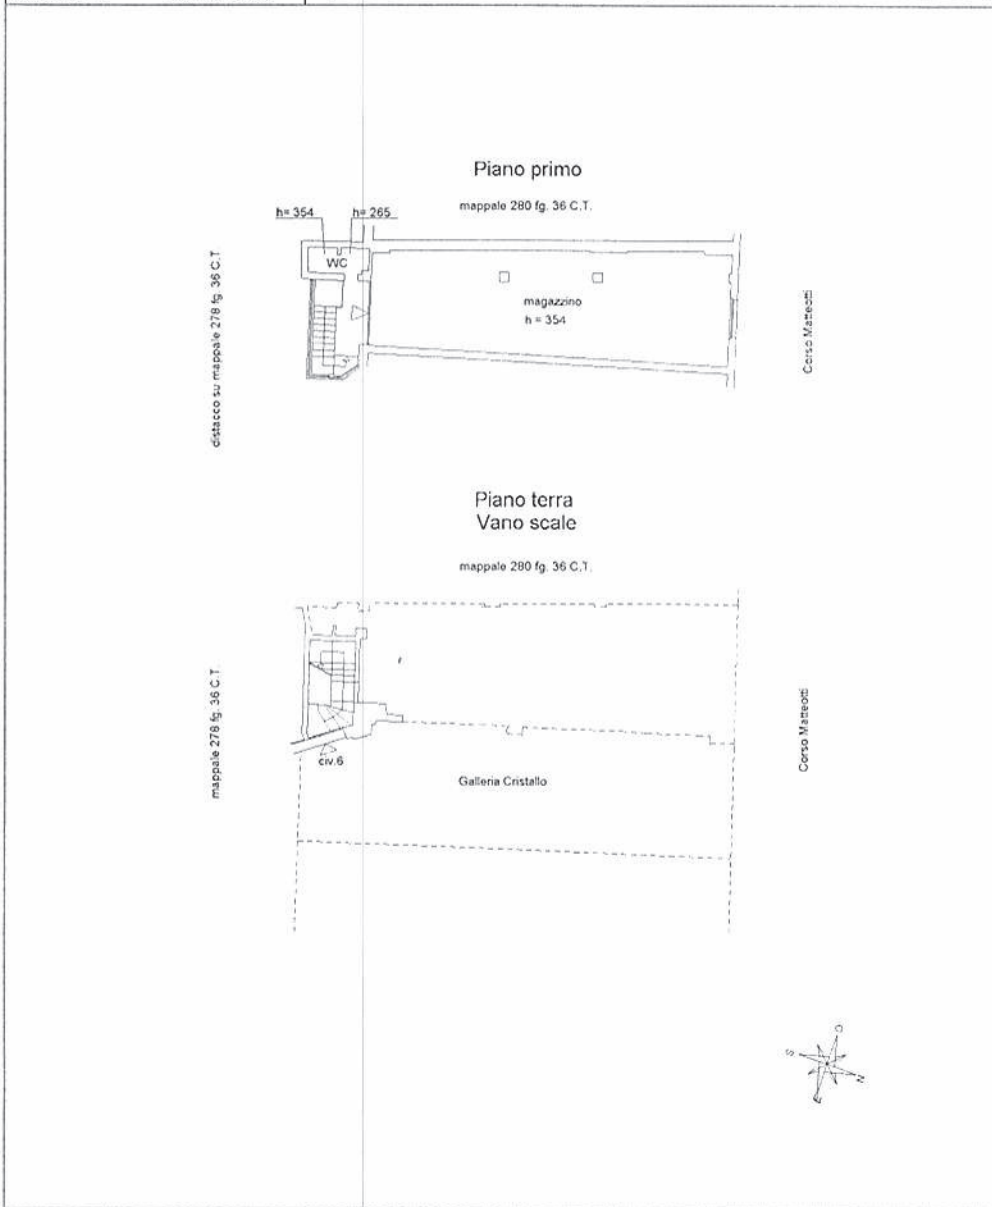 Piano primo
mappale 280 fg. 36 C.T.
h= 354
h= 265
WC
magazzino
h = 354
distacco su mappale 278 fg. 36 C.T
Corso Matteotti
Piano terra
Vano scale
mappale 280 fg. 36 C.T.
mappale 278 fg. 36 C.T
Corso Matteotti
civ.6
Galleria Cristallo
O
S
N
E